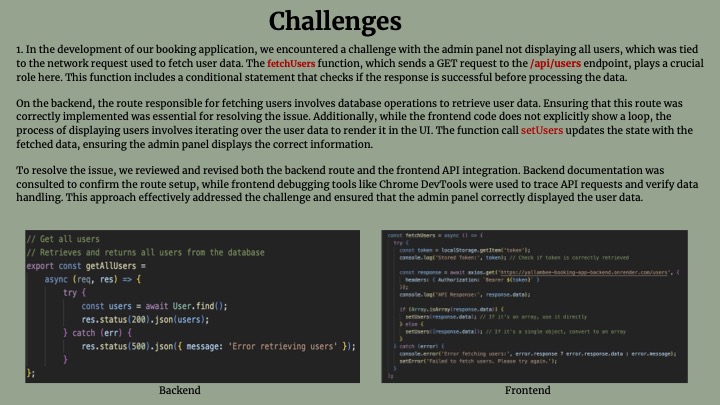 Challenges
1. In the development of our booking application, we encountered a challenge with the admin panel not displaying all users, which was tied
to the network request used to fetch user data. The fetchUsers function, which sends a GET request to the /api/users endpoint, plays a crucial
role here. This function includes a conditional statement that checks if the response is successful before processing the data.
On the backend, the route responsible for fetching users involves database operations to retrieve user data. Ensuring that this route was
correctly implemented was essential for resolving the issue. Additionally, while the frontend code does not explicitly show a loop, the
process of displaying users involves iterating over the user data to render it in the UI. The function call setUsers updates the state with the
fetched data, ensuring the admin panel displays the correct information.
To resolve the issue, we reviewed and revised both the backend route and the frontend API integration. Backend documentation was
consulted to confirm the route setup, while frontend debugging tools like Chrome DevTools were used to trace API requests and verify data
handling. This approach effectively addressed the challenge and ensured that the admin panel correctly displayed the user data.
// Get all users
// Retrieves and returns all users from the database
export const getAllUsers =
async (req, res) => {
try {
const users = await User.find();
res.status(200).json(users);
} catch (err) {
res.status(500).json({ message: 'Error retrieving users' });
}
};
Backend
const fetchUsers = async () => {
try {
const token = localStorage.getItem('token');
console.log('Stored Token:', token); // Check if token is correctly retrieved
const response = await axios.get('https://yallambee-booking-app-backend.onrender.com/users', {
headers: { Authorization: `Bearer ${token}` }
});
console.log('API Response:', response.data);
if (Array.isArray(response.data)) {
setUsers(response.data); // If it's an array, use it directly
} else {
setUsers([response.data]); // If it's a single object, convert to an array
}
} catch (error) {
console.error('Error fetching users:', error.response ? error.response.data : error.message);
setError('Failed to fetch users. Please try again.');
}
};
Frontend